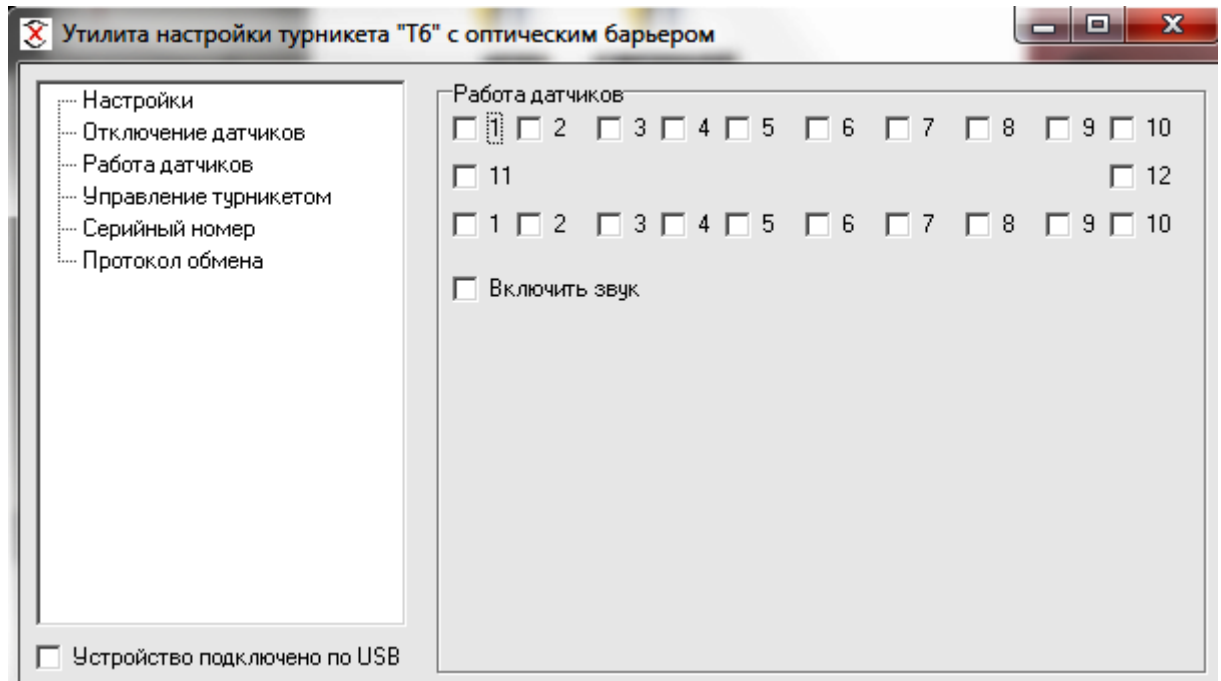 Утилита настройки турникета "Т6" с оптическим барьером
Настройки
Отключение датчиков
Работа датчиков
Управление турникетом
Серийный номер
Протокол обмена
Устройство подключено по USB
Работа датчиков
1 2 3 4 5 6 7 8 9 10
11 12
1 2 3 4 5 6 7 8 9 10
Включить звук